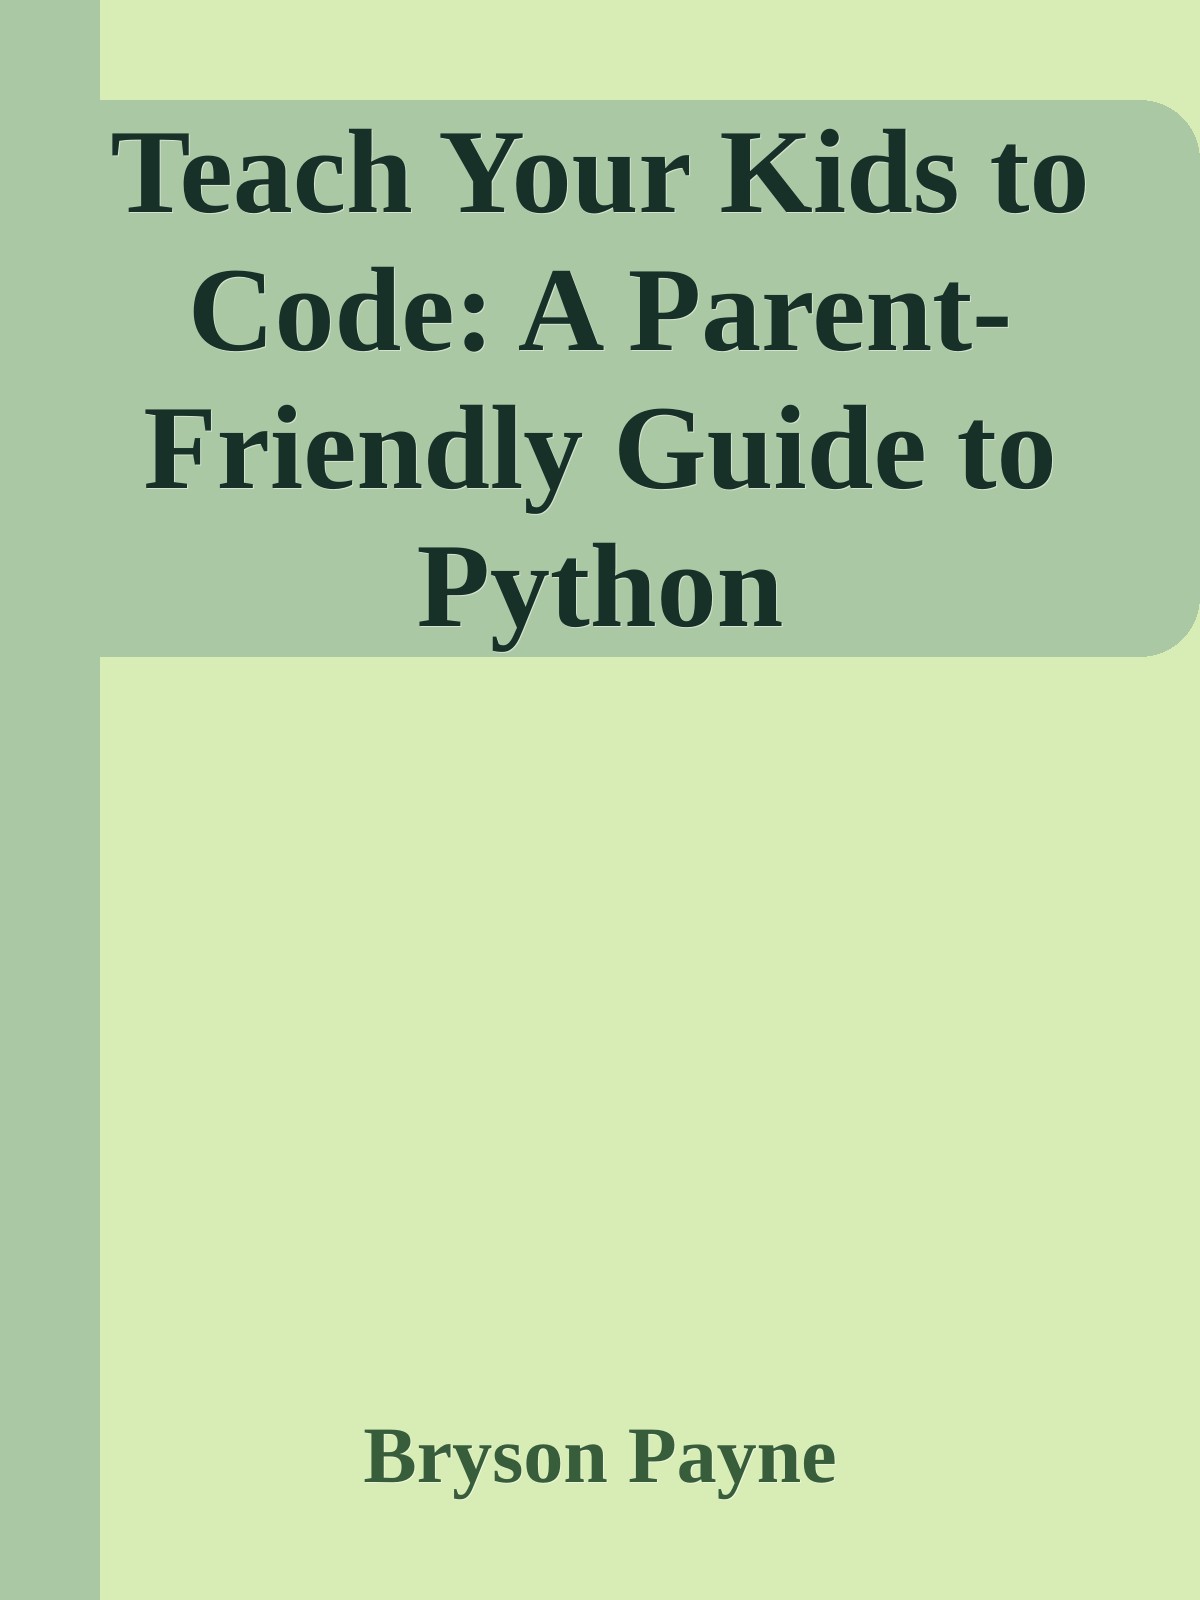 Teach Your Kids to
Code: A Parent-
Friendly Guide to
Python
Bryson Payne